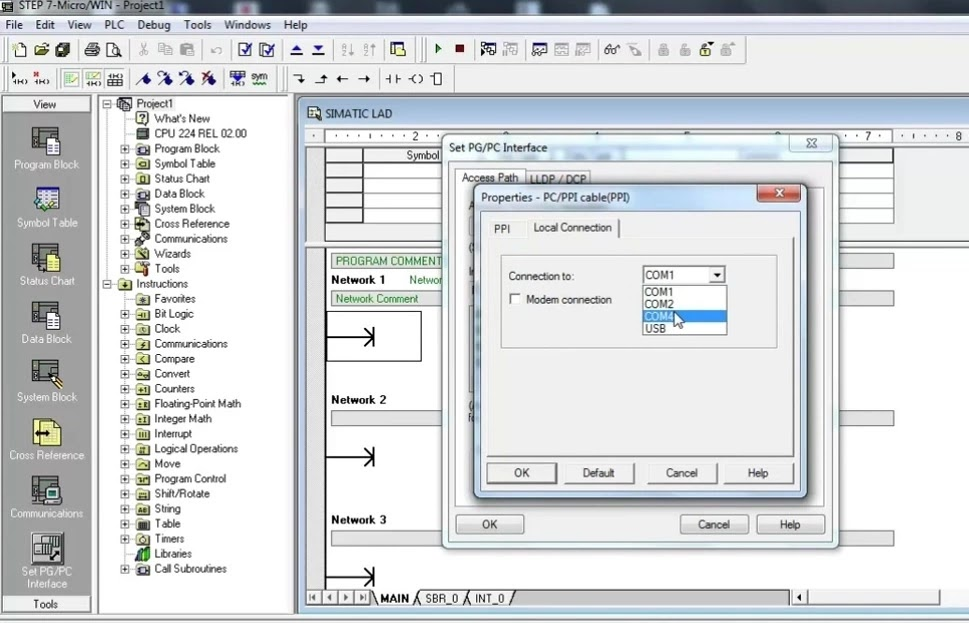 STEP 7-Micro/WIN - Project1
File Edit View PLC Debug Tools Windows Help
sym
View
Program Block
Symbol Table
Status Chart
Data Block
System Block
Cross Reference
Communications
Set PG/PC
Interface
Tools
Project1
What's New
CPU 224 REL 02.00
Program Block
Symbol Table
Status Chart
Data Block
System Block
Cross Reference
Communications
Wizards
Tools
Instructions
Favorites
Bit Logic
Clock
Communications
Compare
Convert
Counters
Floating-Point Math
Integer Math
Interrupt
Logical Operations
Move
Program Control
Shift/Rotate
String
Table
Timers
Libraries
Call Subroutines
SIMATIC LAD
2 7 8
Symbol
PROGRAM COMMENT
Network 1 Networ
Network Comment
Network 2
Network 3
MAIN SBR_0 INT_0
Set PG/PC Interface
Access Path LLDP / DCP
OK Cancel Help
Properties - PC/PPI cable(PPI)
PPI Local Connection
Connection to: COM1
COM1
COM2
COM4
USB
Modem connection
OK Default Cancel Help